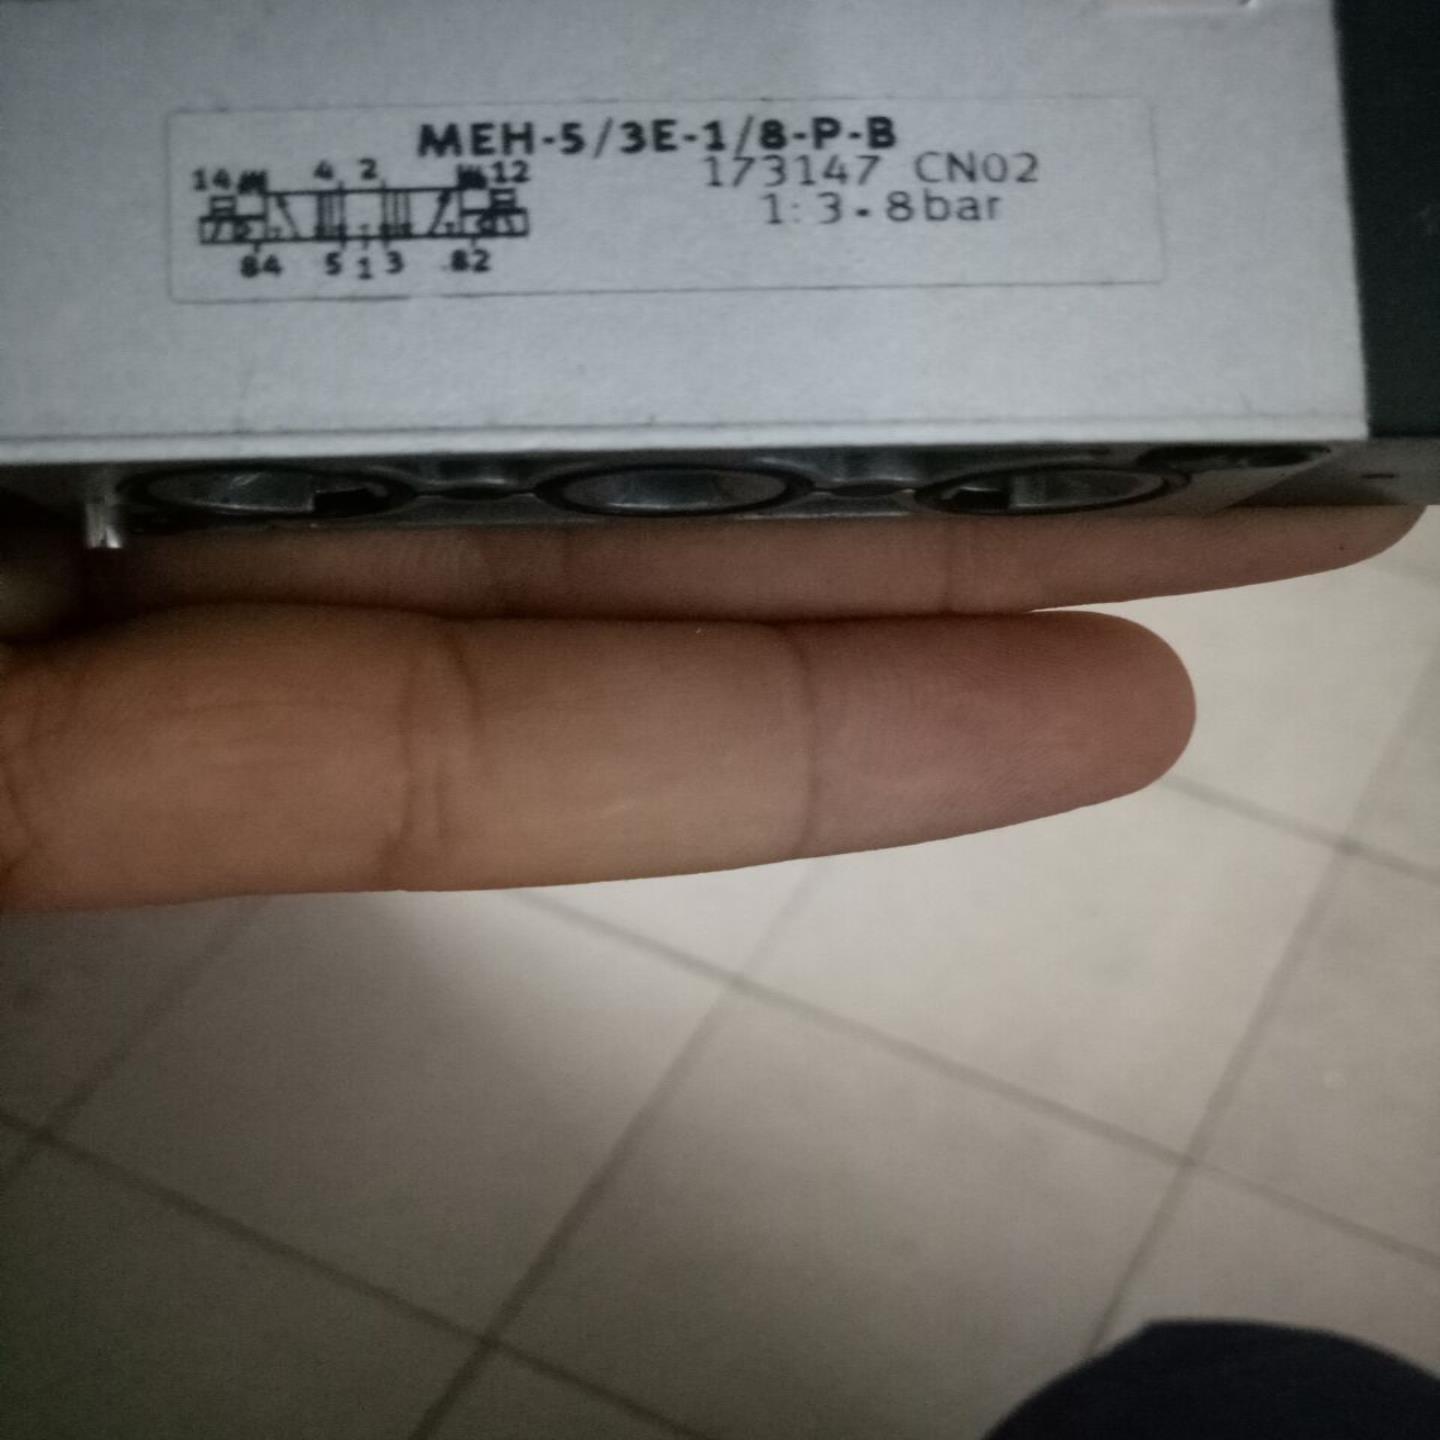 MEH-5/3E-1/8-P-B
173147 CN02
1: 3-8bar
14 4 2 12
84 5 1 3 82